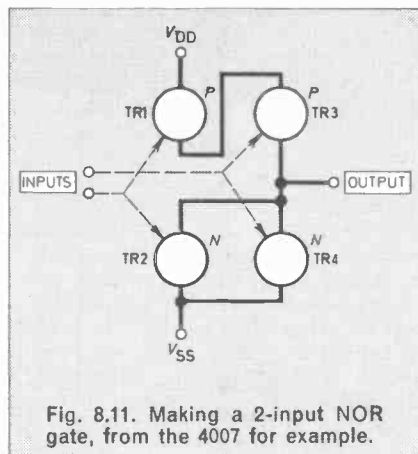 VDD
P
P
TR1
TR3
INPUTS
OUTPUT
N
N
TR2
TR4
VSS
Fig. 8.11. Making a 2-input NOR
gate, from the 4007 for example.